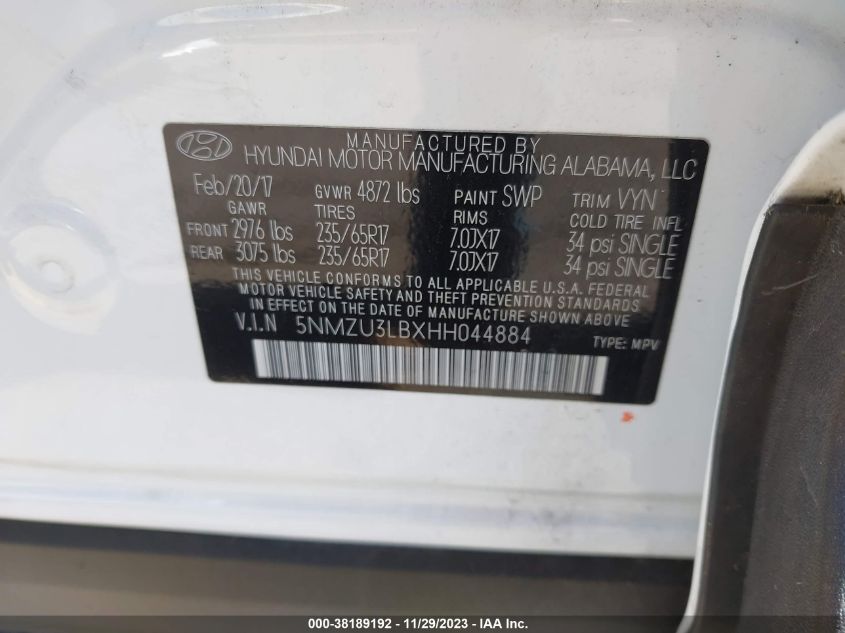 MANUFACTURED BY
HYUNDAI MOTOR MANUFACTURING ALABAMA, LLC
Feb/20/17 GVWR 4872 lbs PAINT SWP TRIM VYN
GAWR TIRES RIMS COLD TIRE INFL
FRONT 2976 lbs 235/65R17 7.0JX17 34 psi SINGLE
REAR 3075 lbs 235/65R17 7.0JX17 34 psi SINGLE
THIS VEHICLE CONFORMS TO ALL APPLICABLE U.S.A. FEDERAL
MOTOR VEHICLE SAFETY AND THEFT PREVENTION STANDARDS
IN EFFECT ON THE DATE OF MANUFACTURE SHOWN ABOVE.
V.I.N 5NMZU3LBXHH044884 TYPE: MPV
000-38189192 - 11/29/2023 - IAA Inc.